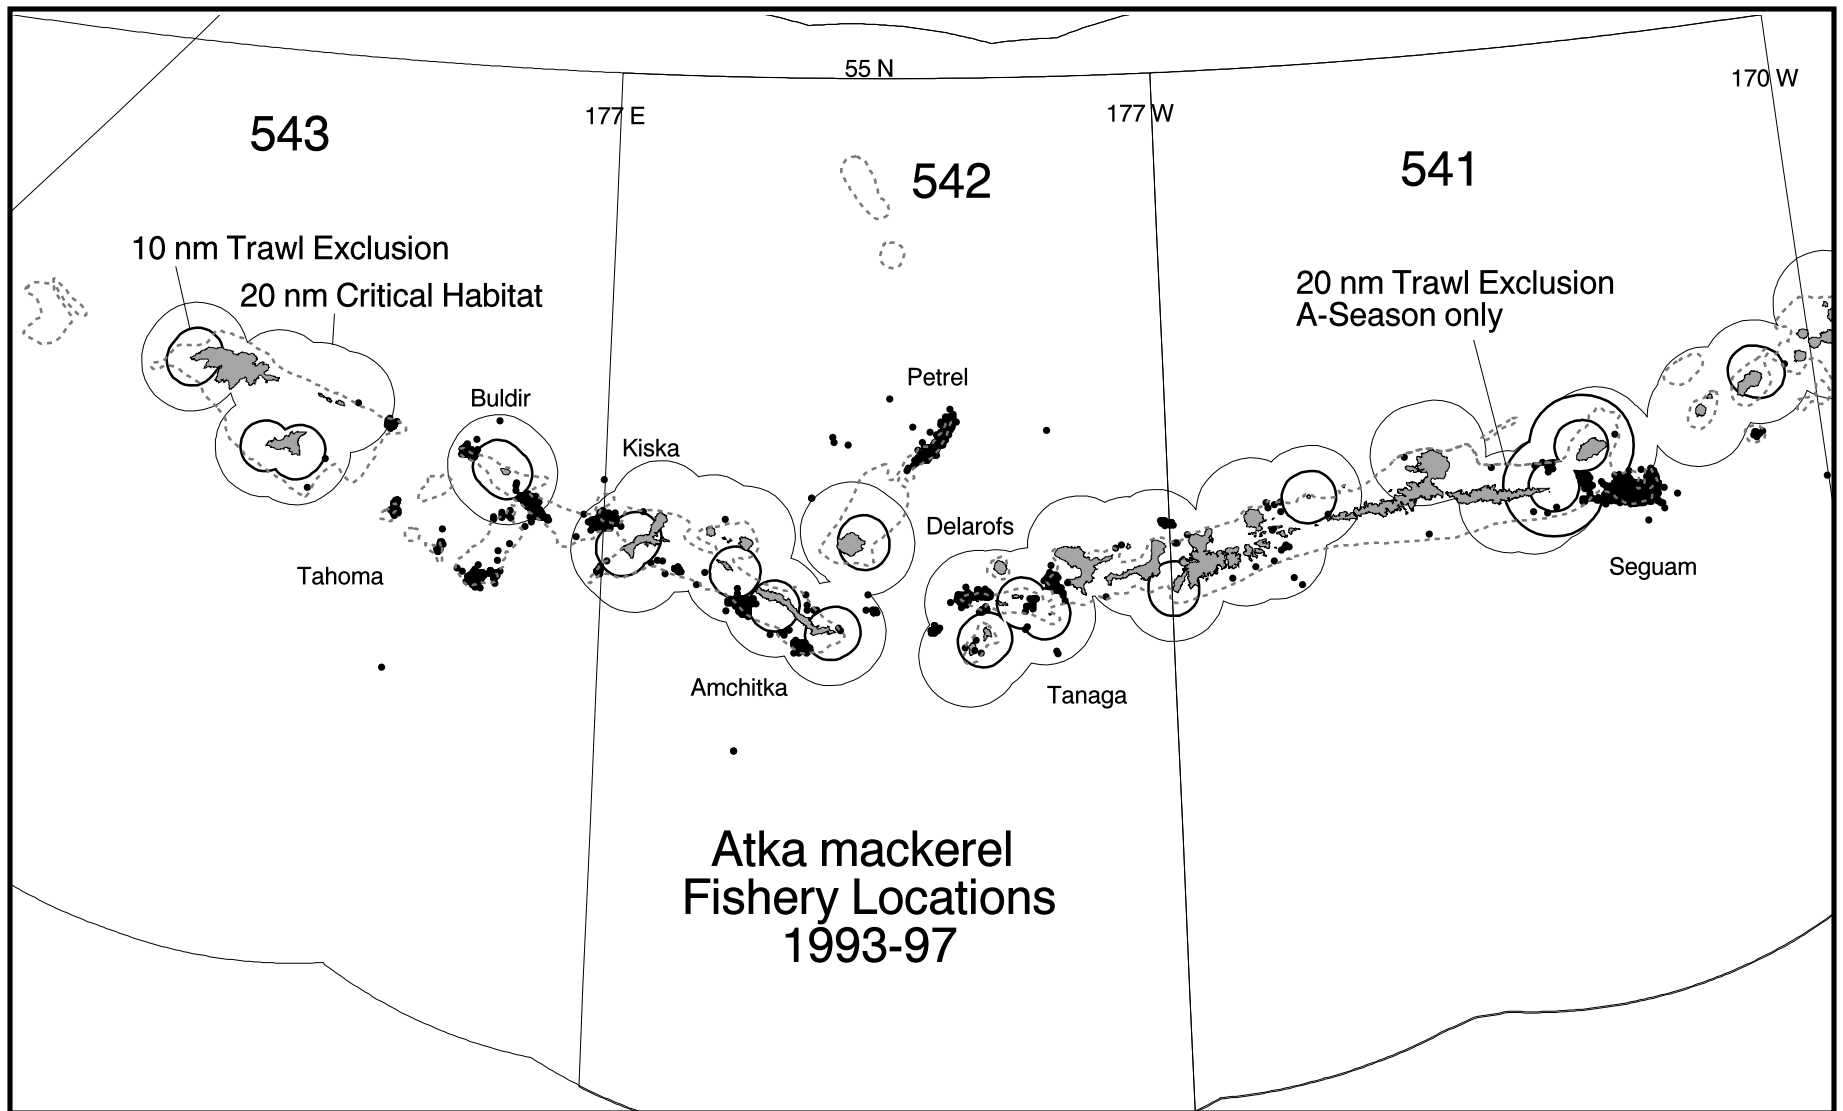 55 N
170 W
177 E
177 W
543
542
541
10 nm Trawl Exclusion
20 nm Critical Habitat
20 nm Trawl Exclusion
A-Season only
Petrel
Buldir
Kiska
Delarofs
Tahoma
Seguam
Amchitka
Tanaga
Atka mackerel
Fishery Locations
1993-97